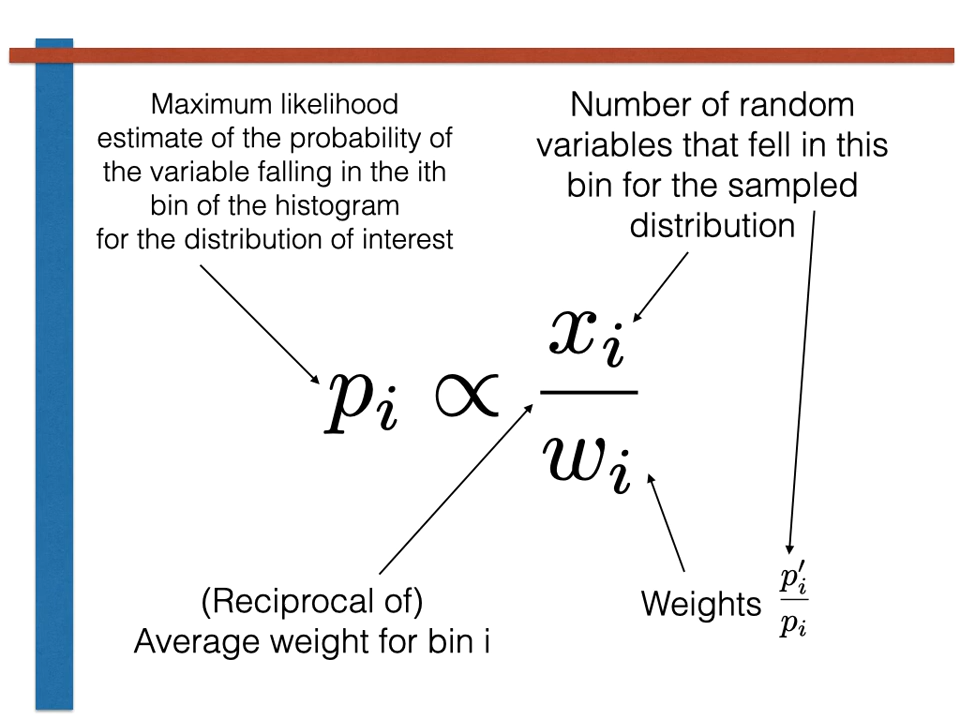 Maximum likelihood
estimate of the probability of
the variable falling in the ith
bin of the histogram
for the distribution of interest
Number of random
variables that fell in this
bin for the sampled
distribution
p_i ∝ x_i / w_i
(Reciprocal of)
Average weight for bin i
Weights p′_i / p_i